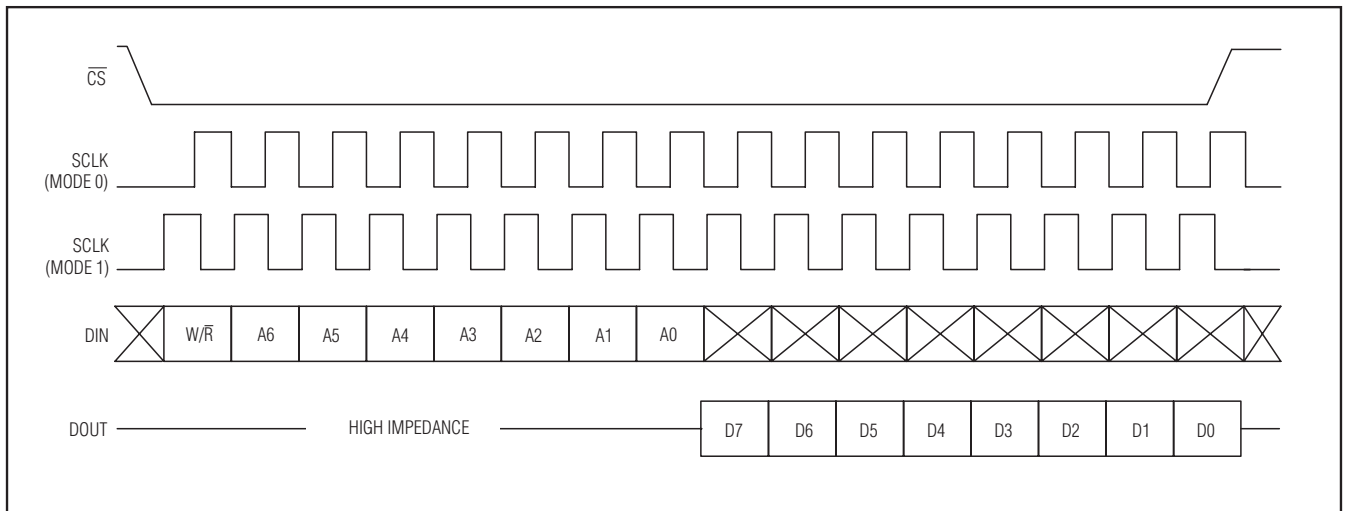 C̅S̅
SCLK
(MODE 0)
SCLK
(MODE 1)
DIN W/R̅ A6 A5 A4 A3 A2 A1 A0
DOUT HIGH IMPEDANCE D7 D6 D5 D4 D3 D2 D1 D0